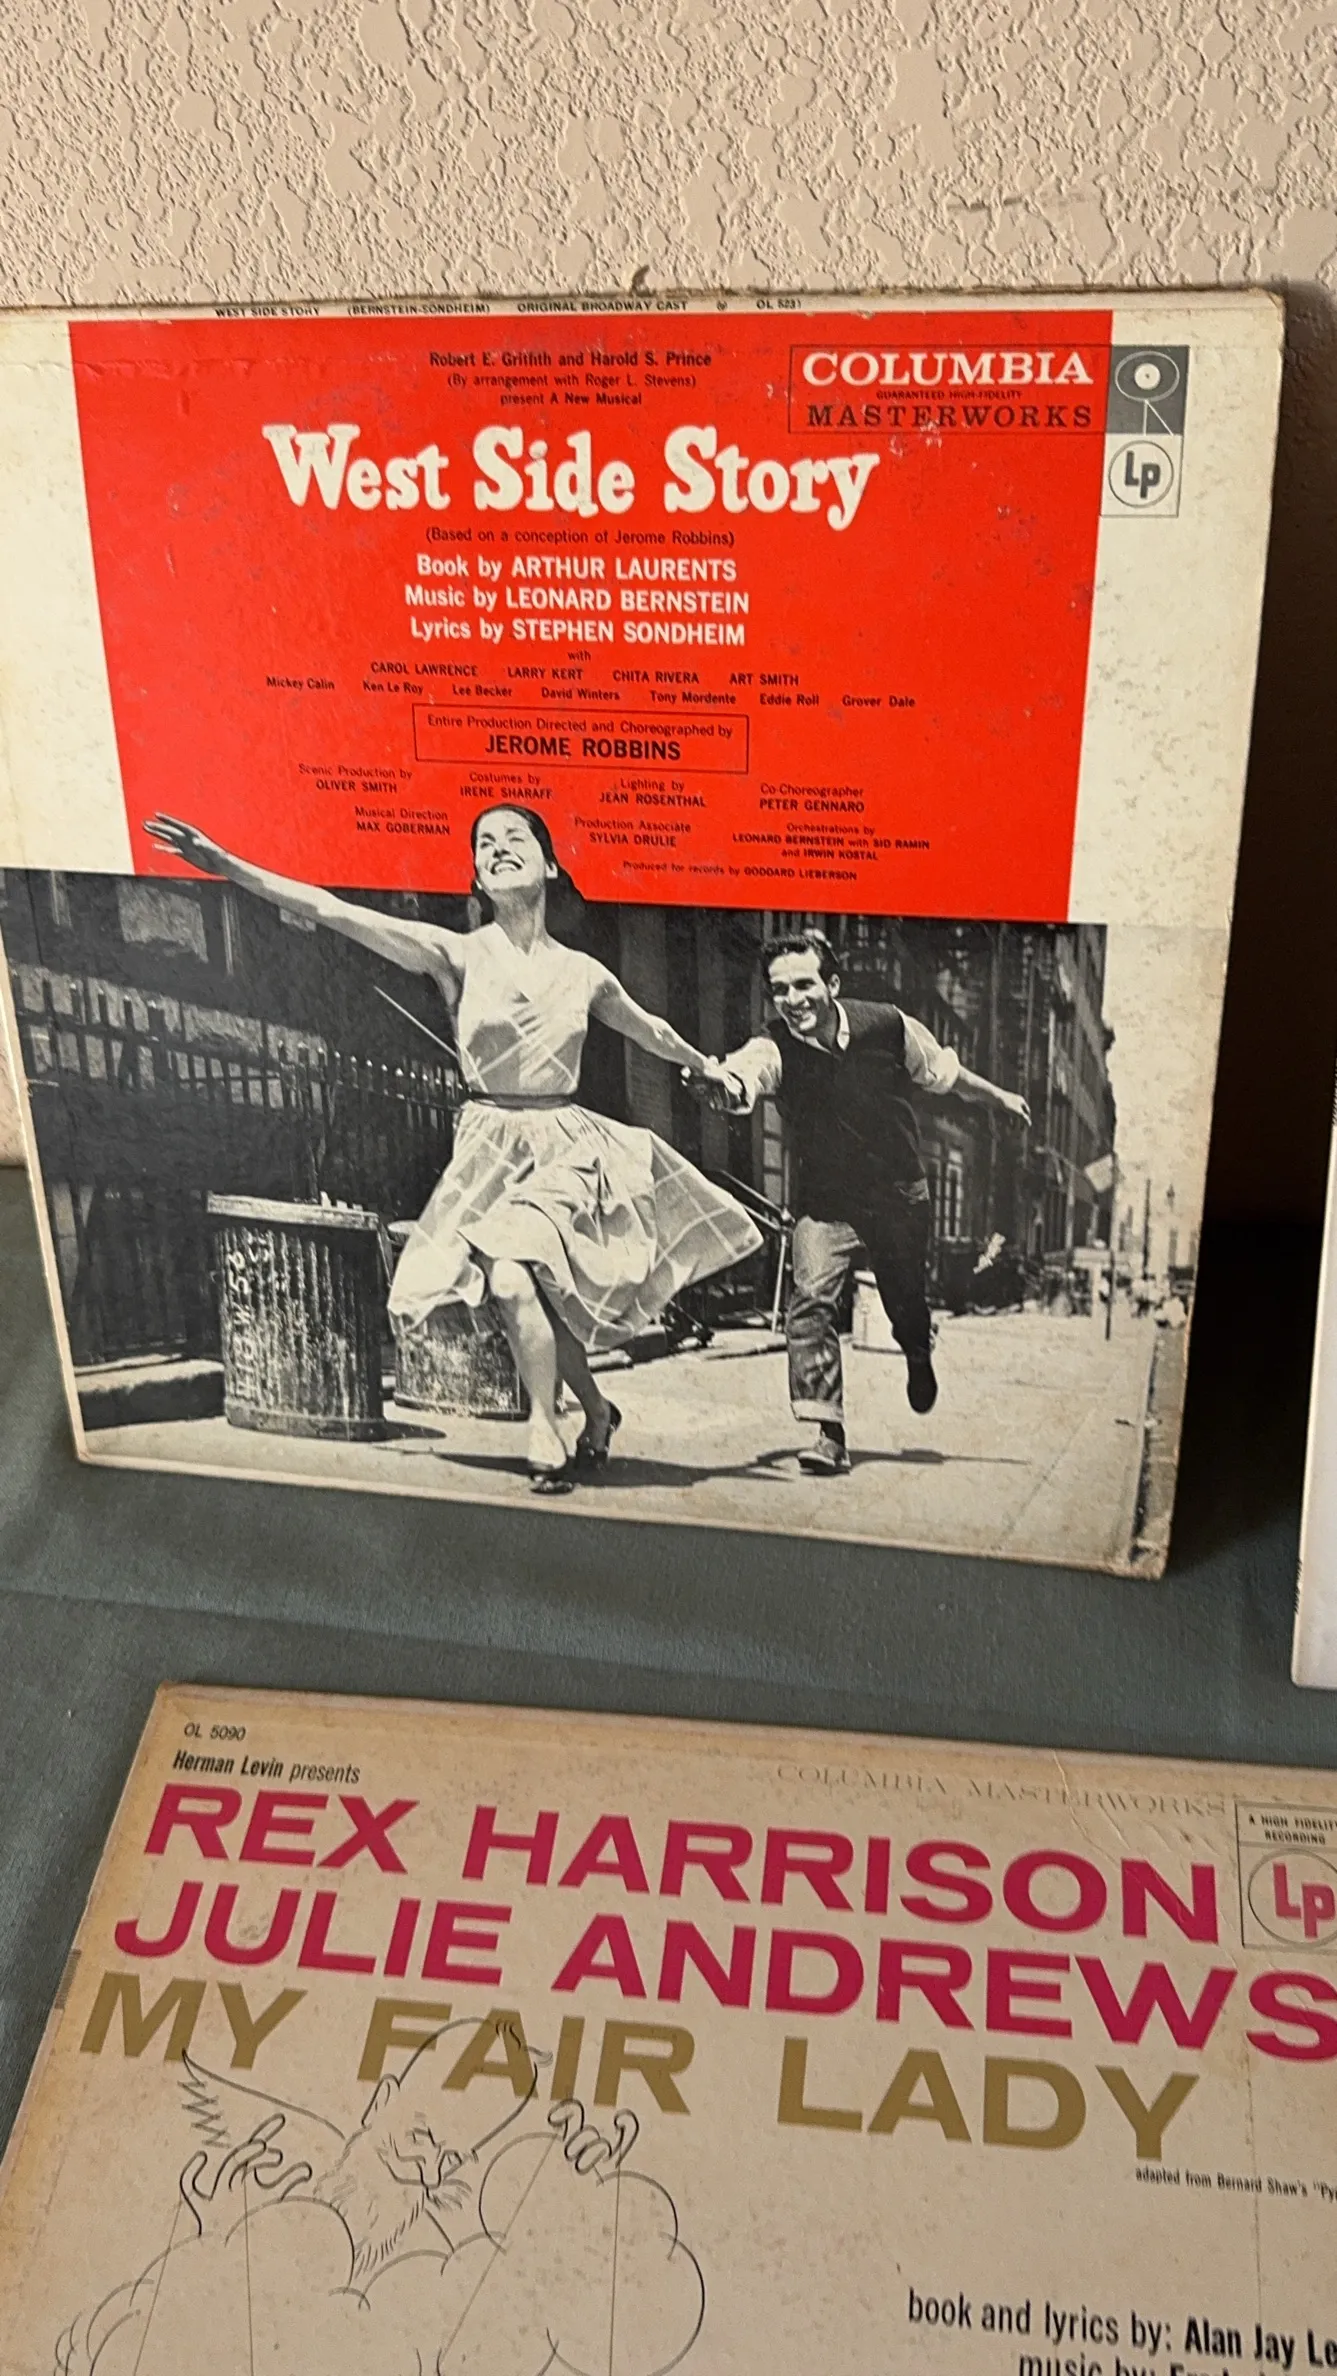 WEST SIDE STORY (BERNSTEIN-SONDHEIM) ORIGINAL BROADWAY CAST OL 5231
Robert E. Griffith and Harold S. Prince
(By arrangement with Roger L. Stevens)
present A New Musical
COLUMBIA
GUARANTEED HIGH-FIDELITY
MASTERWORKS
Lp
West Side Story
(Based on a conception of Jerome Robbins)
Book by ARTHUR LAURENTS
Music by LEONARD BERNSTEIN
Lyrics by STEPHEN SONDHEIM
with
CAROL LAWRENCE LARRY KERT CHITA RIVERA ART SMITH
Mickey Calin Ken Le Roy Lee Becker David Winters Tony Mordente Eddie Roll Grover Dale
Entire Production Directed and Choreographed by
JEROME ROBBINS
Scenic Production by
OLIVER SMITH
Costumes by
IRENE SHARAFF
Lighting by
JEAN ROSENTHAL
Co-Choreographer
PETER GENNARO
Musical Direction
MAX GOBERMAN
Production Associate
SYLVIA DRULIE
Orchestrations by
LEONARD BERNSTEIN with SID RAMIN
and IRWIN KOSTAL
Produced for records by GODDARD LIEBERSON
OL 5090
Herman Levin presents
COLUMBIA MASTERWORKS
A HIGH FIDELITY
RECORDING
Lp
REX HARRISON
JULIE ANDREWS
MY FAIR LADY
adapted from Bernard Shaw's "Py
book and lyrics by: Alan Jay Le
music by: